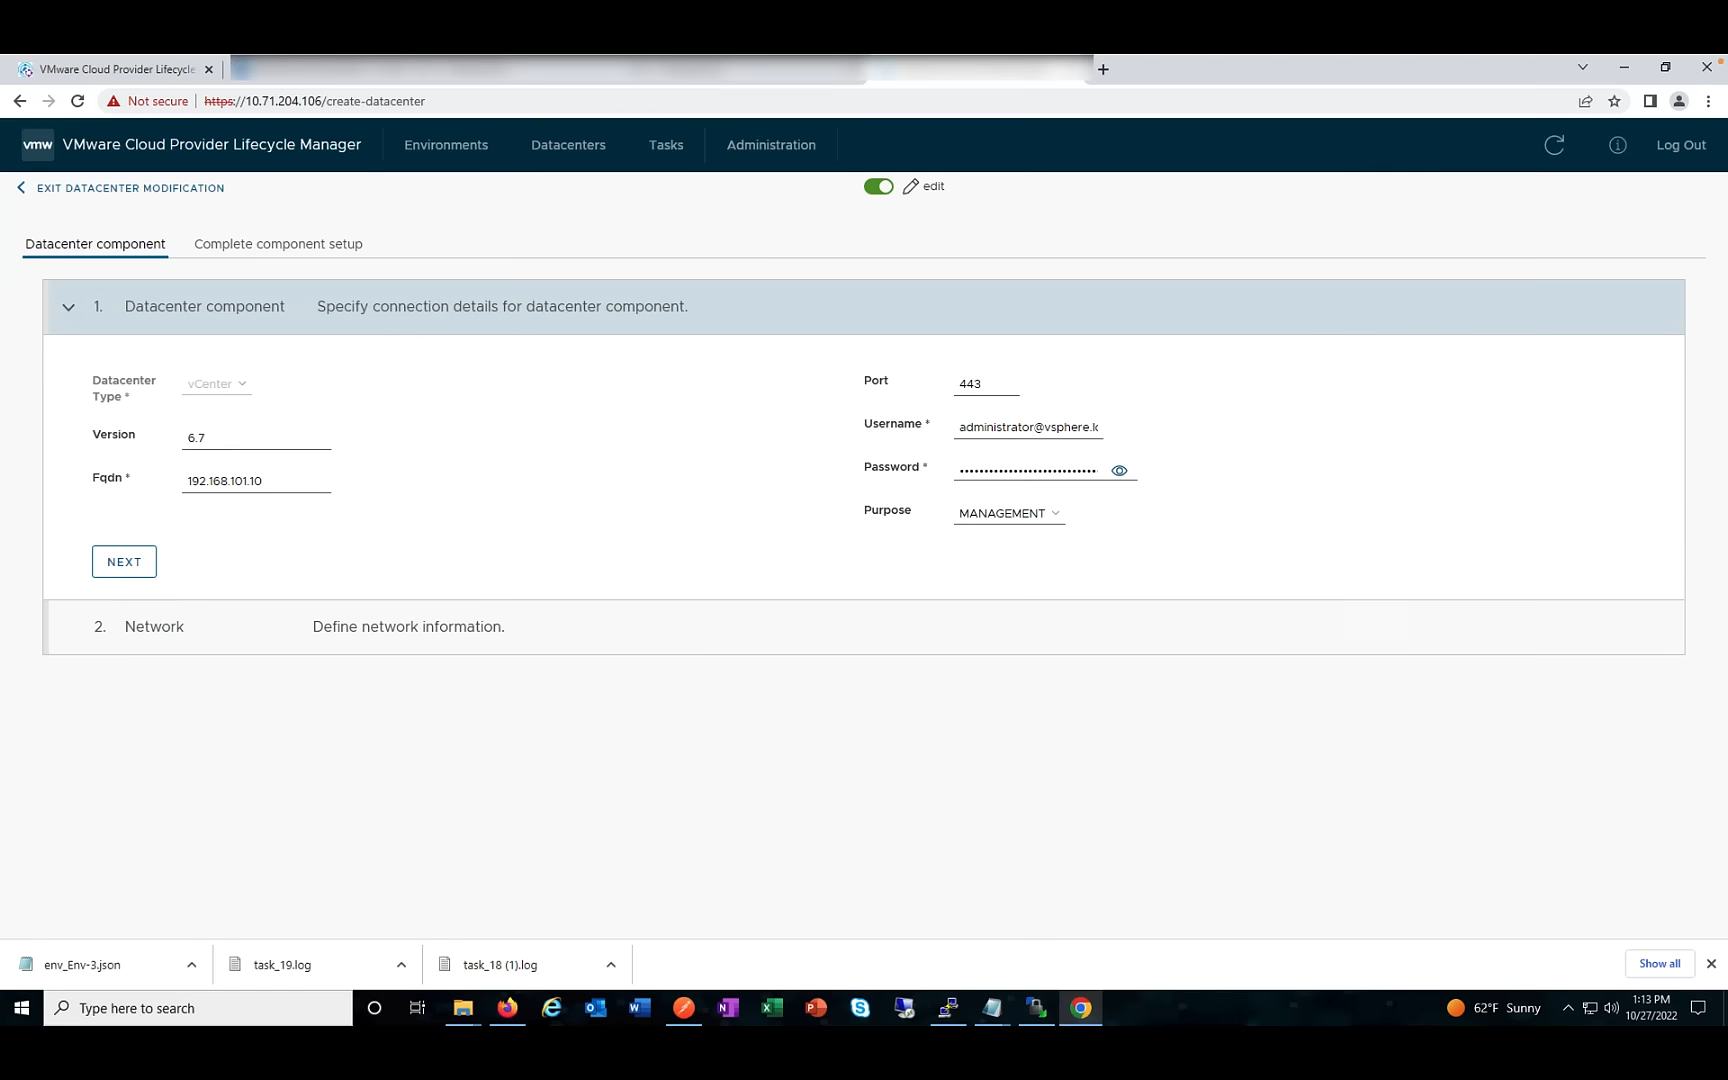 VMware Cloud Provider Lifecycle
Not secure https://10.71.204.106/create-datacenter
vmw VMware Cloud Provider Lifecycle Manager Environments Datacenters Tasks Administration Log Out
EXIT DATACENTER MODIFICATION edit
Datacenter component Complete component setup
1. Datacenter component Specify connection details for datacenter component.
Datacenter Type * vCenter
Version 6.7
Fqdn * 192.168.101.10
Port 443
Username * administrator@vsphere.lc
Password * ••••••••••••••••••••••••••••
Purpose MANAGEMENT
NEXT
2. Network Define network information.
env_Env-3.json task_19.log task_18 (1).log Show all
Type here to search
62°F Sunny
1:13 PM
10/27/2022